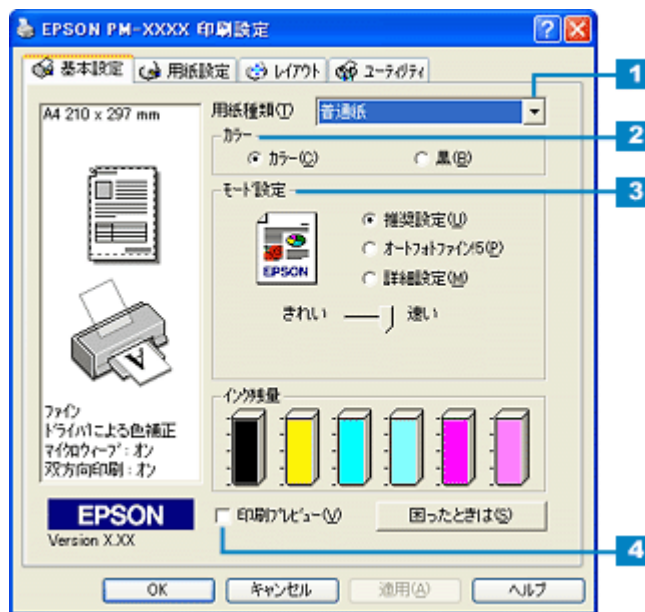 EPSON PM-XXXX 印刷設定
基本設定 用紙設定 レイアウト ユーティリティ
A4 210 x 297 mm
用紙種類(T) 普通紙
1
カラー
2
カラー(C) 黒(B)
モード設定
3
推奨設定(U)
オートフォトファイン!5(P)
詳細設定(M)
EPSON
きれい 速い
A
インク残量
ファイン
ドライバによる色補正
マイクロウィーブ:オン
双方向印刷:オン
EPSON
Version X.XX
印刷プレビュー(V) 困ったときは(S)
4
OK キャンセル 適用(A) ヘルプ